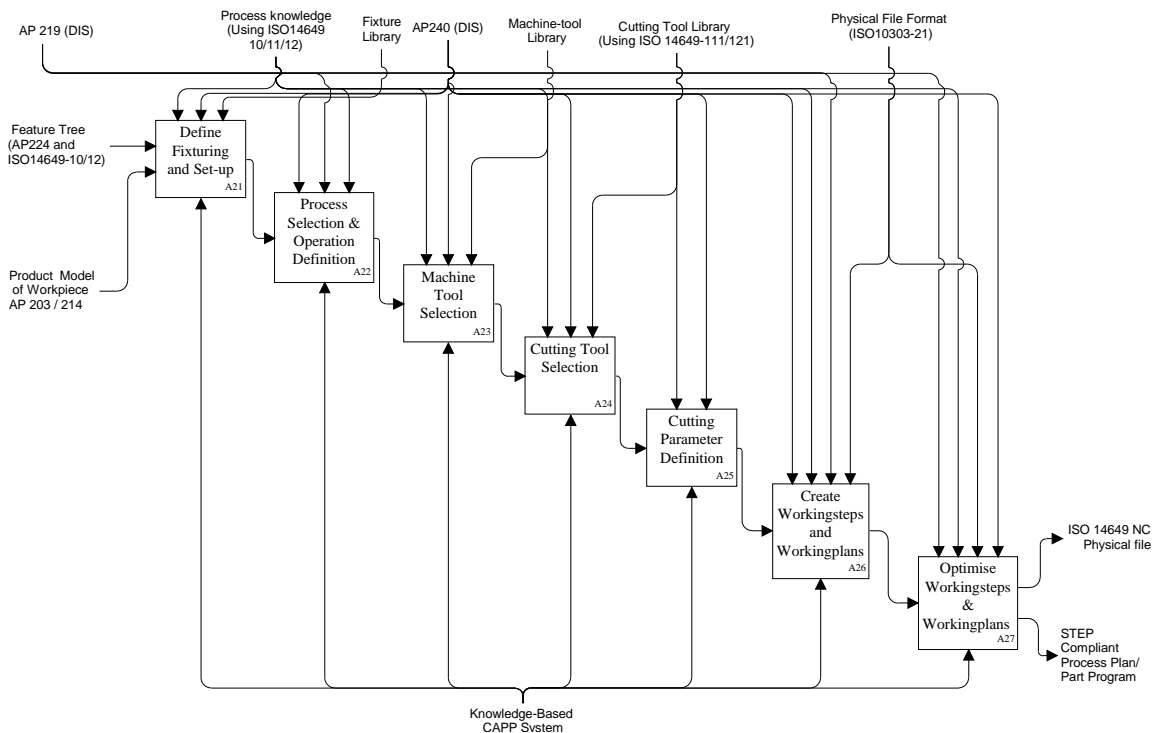 AP 219 (DIS)
Process knowledge
(Using ISO14649
10/11/12)
Fixture
Library
AP240 (DIS)
Machine-tool
Library
Cutting Tool Library
(Using ISO 14649-111/121)
Physical File Format
(ISO10303-21)
Feature Tree
(AP224 and
ISO14649-10/12)
Product Model
of Workpiece
AP 203 / 214
Define
Fixturing
and Set-up
A21
Process
Selection &
Operation
Definition
A22
Machine
Tool
Selection
A23
Cutting Tool
Selection
A24
Cutting
Parameter
Definition
A25
Create
Workingsteps
and
Workingplans
A26
Optimise
Workingsteps
&
Workingplans
A27
ISO 14649 NC
Physical file
STEP
Compliant
Process Plan/
Part Program
Knowledge-Based
CAPP System